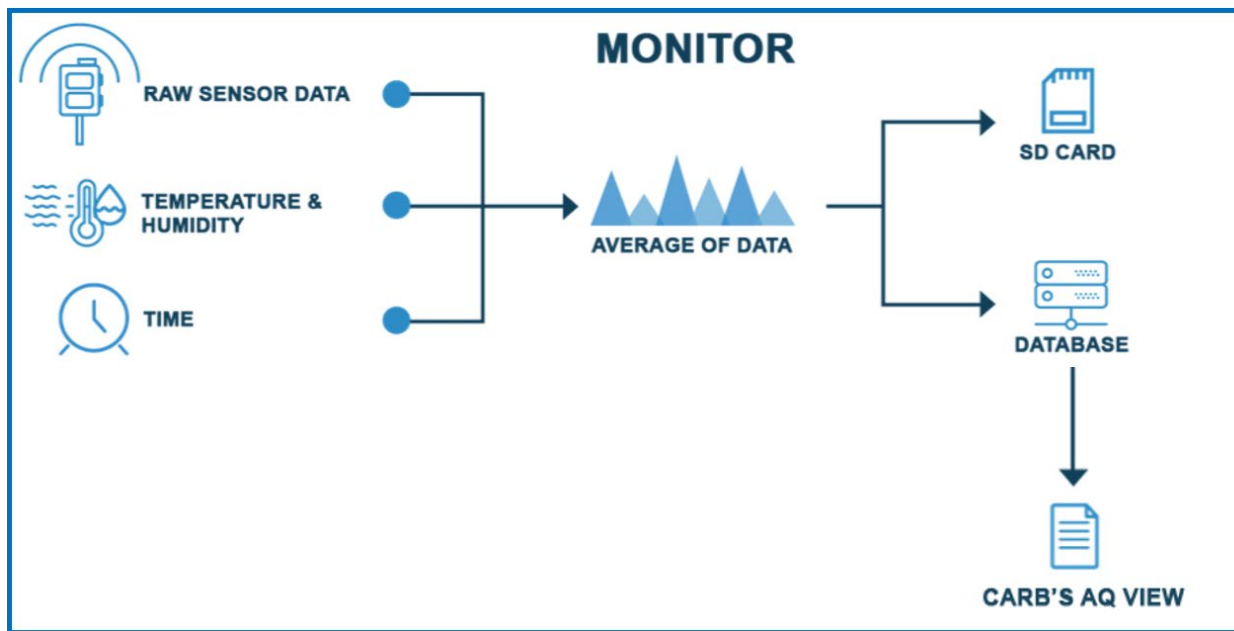 MONITOR
RAW SENSOR DATA
TEMPERATURE &
HUMIDITY
TIME
AVERAGE OF DATA
SD CARD
DATABASE
CARB'S AQ VIEW